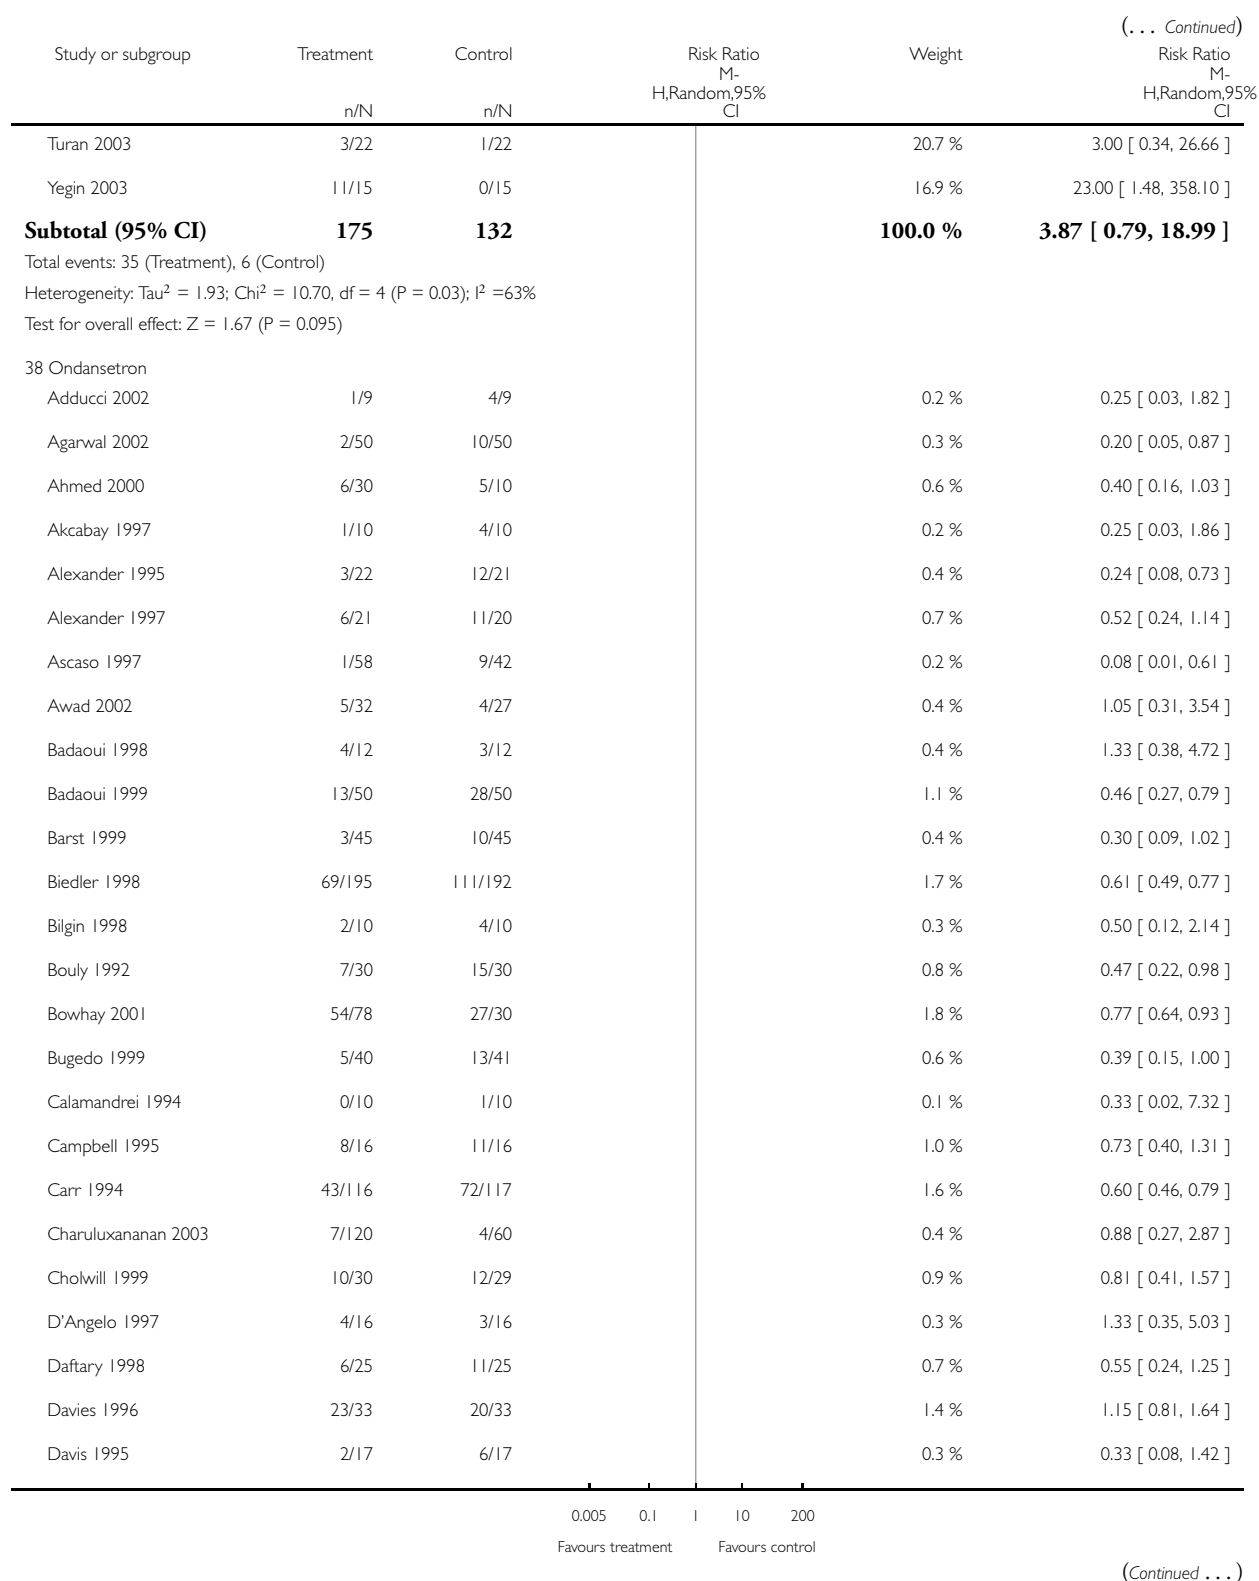 (... Continued)
Study or subgroup Treatment Control Risk Ratio Weight Risk Ratio
M- M-
H,Random,95% H,Random,95%
n/N n/N CI CI
Turan 2003 3/22 1/22 20.7 % 3.00 [ 0.34, 26.66 ]
Yegin 2003 11/15 0/15 16.9 % 23.00 [ 1.48, 358.10 ]
Subtotal (95% CI) 175 132 100.0 % 3.87 [ 0.79, 18.99 ]
Total events: 35 (Treatment), 6 (Control)
Heterogeneity: Tau² = 1.93; Chi² = 10.70, df = 4 (P = 0.03); I² =63%
Test for overall effect: Z = 1.67 (P = 0.095)
38 Ondansetron
Adducci 2002 1/9 4/9 0.2 % 0.25 [ 0.03, 1.82 ]
Agarwal 2002 2/50 10/50 0.3 % 0.20 [ 0.05, 0.87 ]
Ahmed 2000 6/30 5/10 0.6 % 0.40 [ 0.16, 1.03 ]
Akcabay 1997 1/10 4/10 0.2 % 0.25 [ 0.03, 1.86 ]
Alexander 1995 3/22 12/21 0.4 % 0.24 [ 0.08, 0.73 ]
Alexander 1997 6/21 11/20 0.7 % 0.52 [ 0.24, 1.14 ]
Ascaso 1997 1/58 9/42 0.2 % 0.08 [ 0.01, 0.61 ]
Awad 2002 5/32 4/27 0.4 % 1.05 [ 0.31, 3.54 ]
Badaoui 1998 4/12 3/12 0.4 % 1.33 [ 0.38, 4.72 ]
Badaoui 1999 13/50 28/50 1.1 % 0.46 [ 0.27, 0.79 ]
Barst 1999 3/45 10/45 0.4 % 0.30 [ 0.09, 1.02 ]
Biedler 1998 69/195 111/192 1.7 % 0.61 [ 0.49, 0.77 ]
Bilgin 1998 2/10 4/10 0.3 % 0.50 [ 0.12, 2.14 ]
Bouly 1992 7/30 15/30 0.8 % 0.47 [ 0.22, 0.98 ]
Bowhay 2001 54/78 27/30 1.8 % 0.77 [ 0.64, 0.93 ]
Bugedo 1999 5/40 13/41 0.6 % 0.39 [ 0.15, 1.00 ]
Calamandrei 1994 0/10 1/10 0.1 % 0.33 [ 0.02, 7.32 ]
Campbell 1995 8/16 11/16 1.0 % 0.73 [ 0.40, 1.31 ]
Carr 1994 43/116 72/117 1.6 % 0.60 [ 0.46, 0.79 ]
Charuluxananan 2003 7/120 4/60 0.4 % 0.88 [ 0.27, 2.87 ]
Cholwill 1999 10/30 12/29 0.9 % 0.81 [ 0.41, 1.57 ]
D'Angelo 1997 4/16 3/16 0.3 % 1.33 [ 0.35, 5.03 ]
Daftary 1998 6/25 11/25 0.7 % 0.55 [ 0.24, 1.25 ]
Davies 1996 23/33 20/33 1.4 % 1.15 [ 0.81, 1.64 ]
Davis 1995 2/17 6/17 0.3 % 0.33 [ 0.08, 1.42 ]
0.005 0.1 1 10 200
Favours treatment Favours control
(Continued ...)